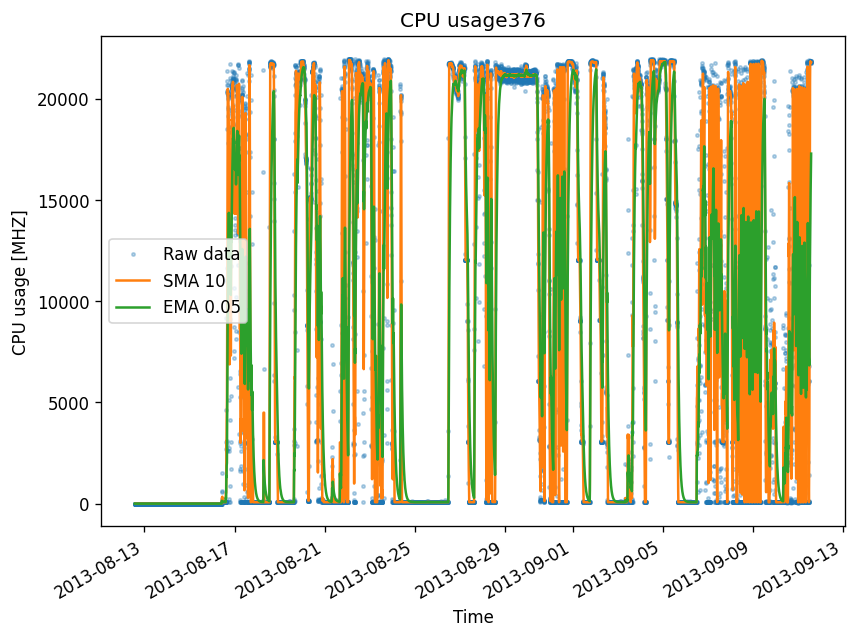 CPU usage376
CPU usage [MHZ]
20000
15000
10000
5000
0
Raw data
SMA 10
EMA 0.05
2013-08-13
2013-08-17
2013-08-21
2013-08-25
2013-08-29
2013-09-01
2013-09-05
2013-09-09
2013-09-13
Time